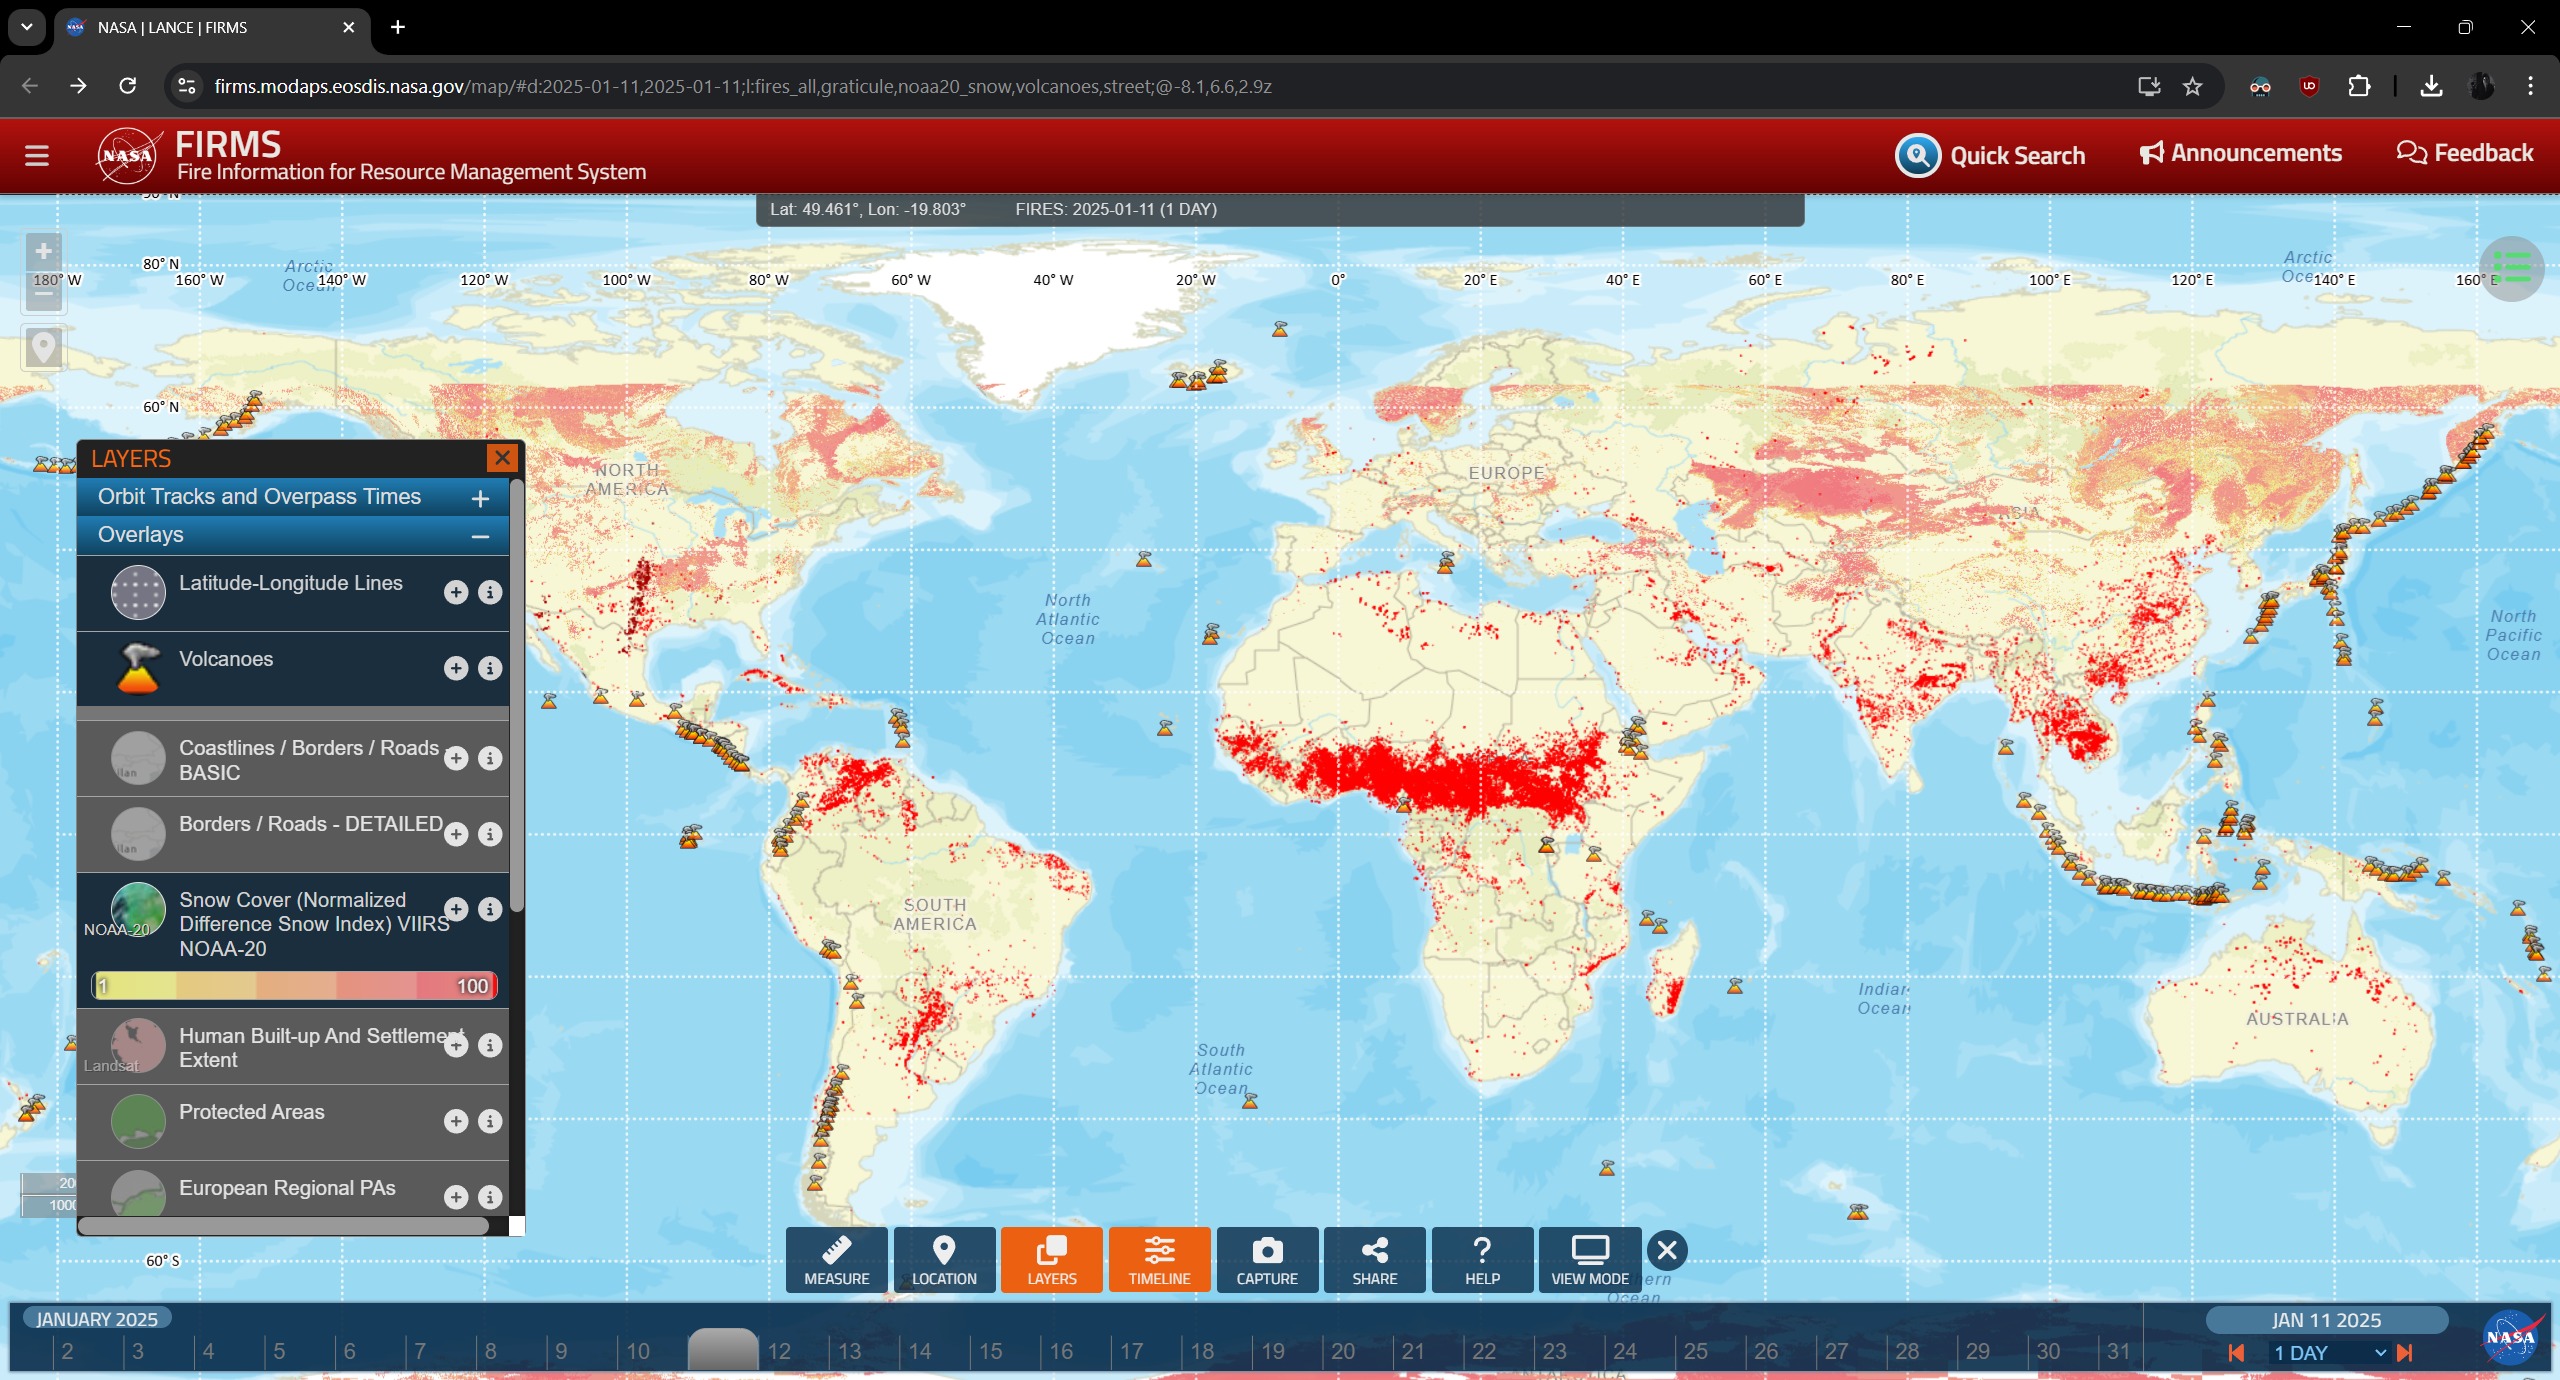 NASA | LANCE | FIRMS
firms.modaps.eosdis.nasa.gov/map/#d:2025-01-11,2025-01-11;l:fires_all,graticule,noaa20_snow,volcanoes,street;@-8.1,6.6,2.9z
NASA
FIRMS
Fire Information for Resource Management System
Quick Search
Announcements
Feedback
Lat: 49.461°, Lon: -19.803°
FIRES: 2025-01-11 (1 DAY)
80° N
Arctic
Ocean
Arctic
180° W
160° W
140° W
120° W
100° W
80° W
60° W
40° W
20° W
0°
20° E
40° E
60° E
80° E
100° E
120° E
140° E
160° E
60° N
LAYERS
Orbit Tracks and Overpass Times
Overlays
Latitude-Longitude Lines
Volcanoes
Coastlines / Borders / Roads -
BASIC
Borders / Roads - DETAILED
Snow Cover (Normalized
Difference Snow Index) VIIRS
NOAA-20
NOAA-20
1
100
Human Built-up And Settlement
Extent
Landsat
Protected Areas
European Regional PAs
NORTH
AMERICA
EUROPE
ASIA
North
Atlantic
Ocean
North
Pacific
Ocean
SOUTH
AMERICA
South
Atlantic
Ocean
Indian
Ocean
AUSTRALIA
60° S
MEASURE
LOCATION
LAYERS
TIMELINE
CAPTURE
SHARE
HELP
VIEW MODE
Ocean
JANUARY 2025
2 3 4 5 6 7 8 9 10 12 13 14 15 16 17 18 19 20 21 22 23 24 25 26 27 28 29 30 31
JAN 11 2025
1 DAY
NASA